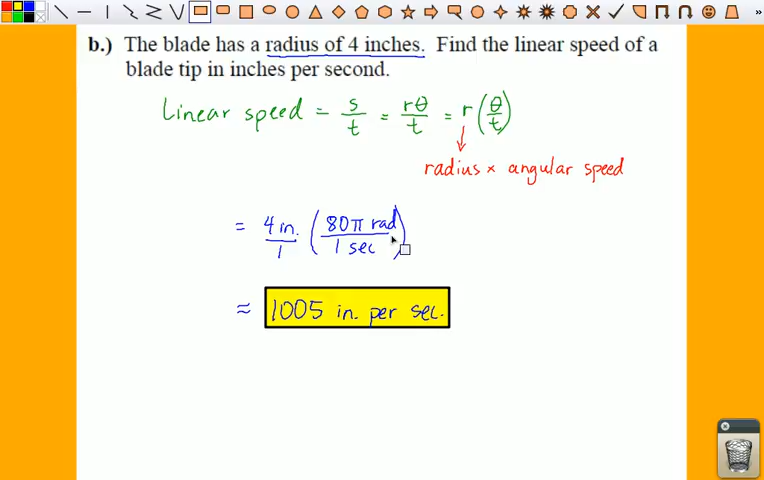 b.) The blade has a radius of 4 inches. Find the linear speed of a
blade tip in inches per second.
Linear speed = s/t = rθ/t = r(θ/t)
radius × angular speed
= 4 in./1 (80π rad/1 sec)
≈ 1005 in. per sec.